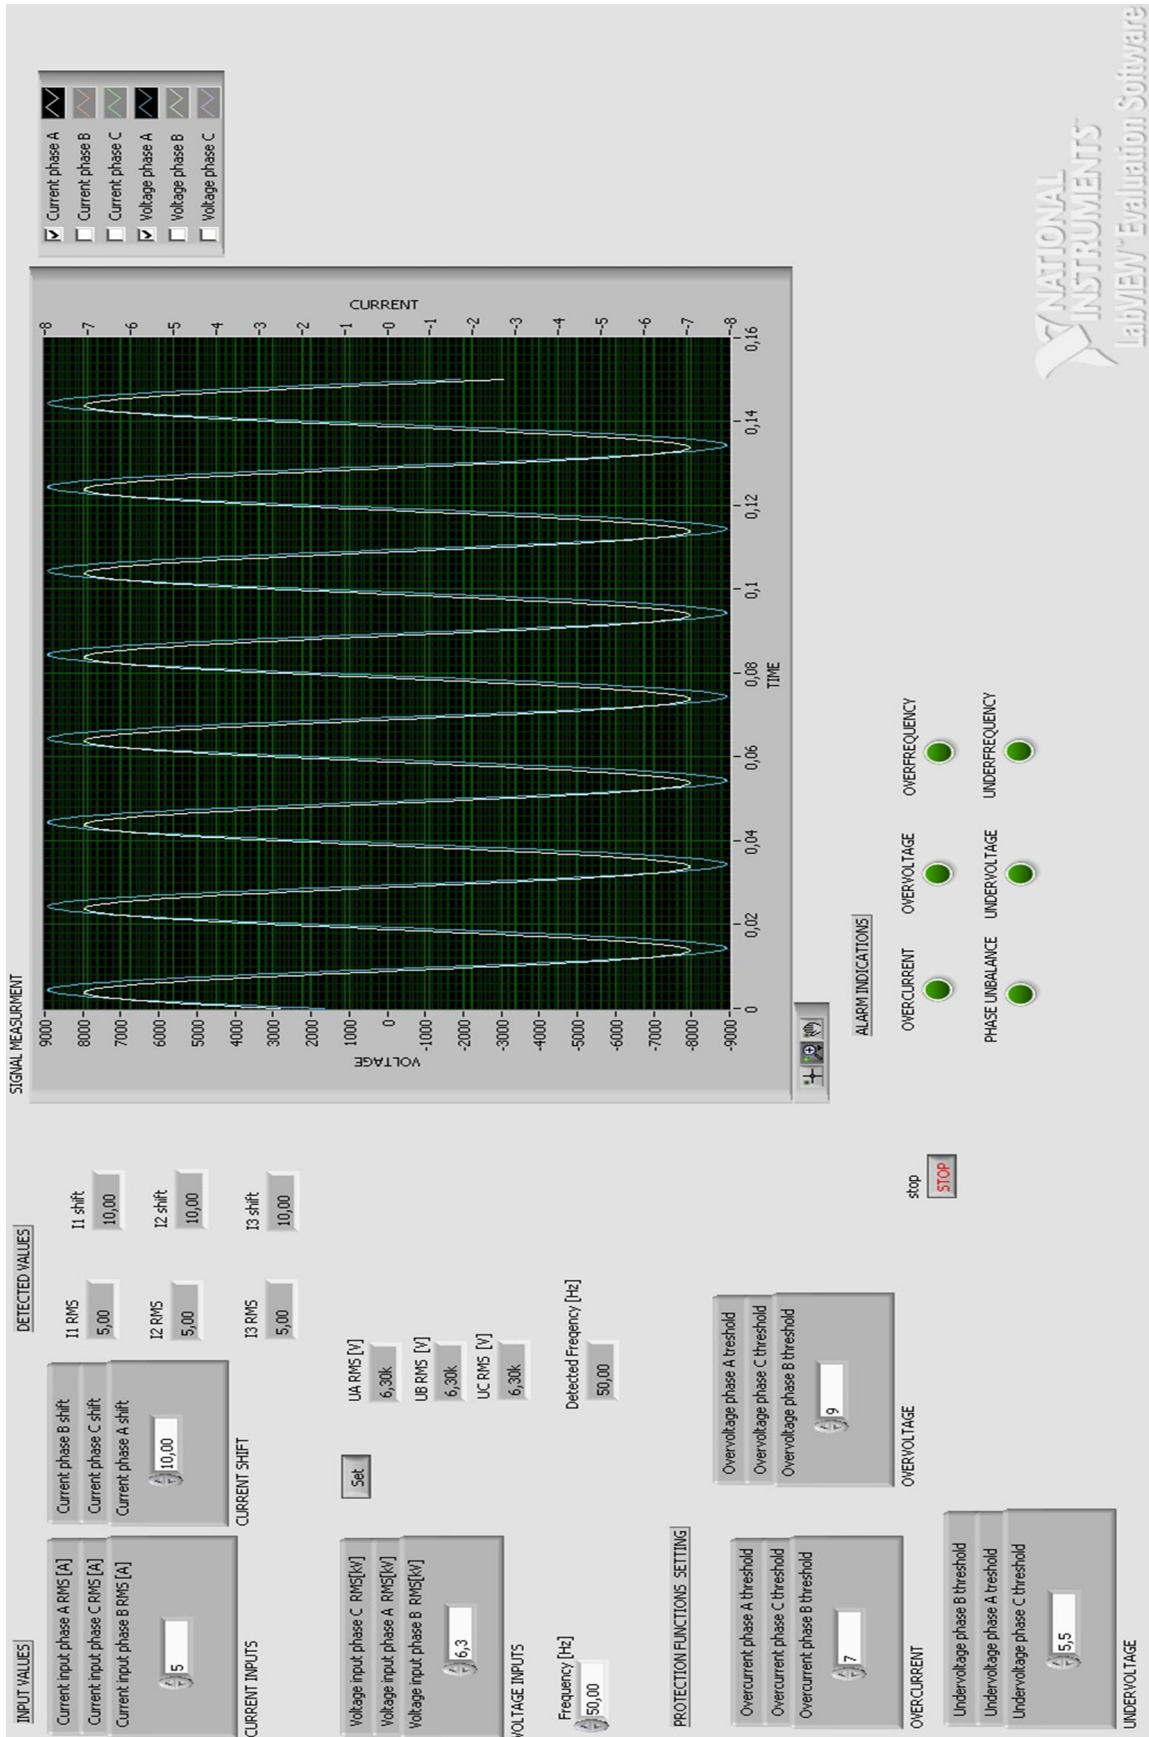 INPUT VALUES
Current input phase A RMS [A]
Current input phase C RMS [A]
Current input phase B RMS [A]
5
CURRENT INPUTS
Current phase B shift
Current phase C shift
Current phase A shift
10,00
CURRENT SHIFT
DETECTED VALUES
I1 RMS
5,00
I1 shift
10,00
I2 RMS
5,00
I2 shift
10,00
I3 RMS
5,00
I3 shift
10,00
Voltage input phase C RMS[kV]
Voltage input phase A RMS[kV]
Voltage input phase B RMS[kV]
6,3
VOLTAGE INPUTS
Set
UA RMS [V]
6,30k
UB RMS [V]
6,30k
UC RMS [V]
6,30k
Frequency [Hz]
50,00
Detected Freqency [Hz]
50,00
PROTECTION FUNCTIONS SETTING
Overcurrent phase A threshold
Overcurrent phase C threshold
Overcurrent phase B threshold
7
OVERCURRENT
Overvoltage phase A treshold
Overvoltage phase C treshold
Overvoltage phase B threshold
9
OVERVOLTAGE
Undervoltage phase B threshold
Undervoltage phase A treshold
Undervoltage phase C threshold
5,5
UNDERVOLTAGE
stop
STOP
SIGNAL MEASURMENT
VOLTAGE
9000
8000
7000
6000
5000
4000
3000
2000
1000
0
-1000
-2000
-3000
-4000
-5000
-6000
-7000
-8000
-9000
CURRENT
-8
-7
-6
-5
-4
-3
-2
-1
-0
--1
--2
--3
--4
--5
--6
--7
--8
0
0,02
0,04
0,06
0,08
0,1
0,12
0,14
0,16
TIME
Current phase A
Current phase B
Current phase C
Voltage phase A
Voltage phase B
Voltage phase C
ALARM INDICATIONS
OVERCURRENT
OVERVOLTAGE
OVERFREQUENCY
PHASE UNBALANCE
UNDERVOLTAGE
UNDERFREQUENCY
NATIONAL
INSTRUMENTS™
LabVIEW™ Evaluation Software